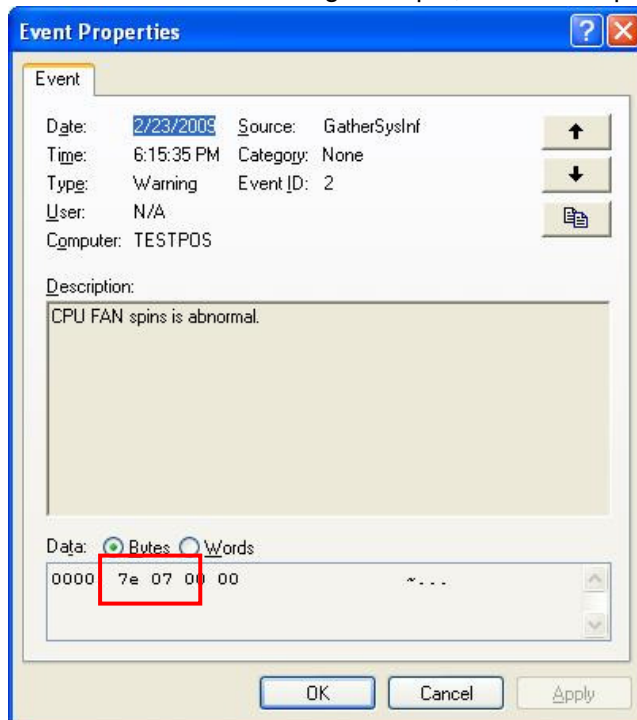 Event Properties
Event
Date: 2/23/2009 Source: GatherSysInf
Time: 6:15:35 PM Category: None
Type: Warning Event ID: 2
User: N/A
Computer: TESTPOS
Description:
CPU FAN spins is abnormal.
Data: Bytes Words
0000 7e 07 00 00 ~...
OK Cancel Apply